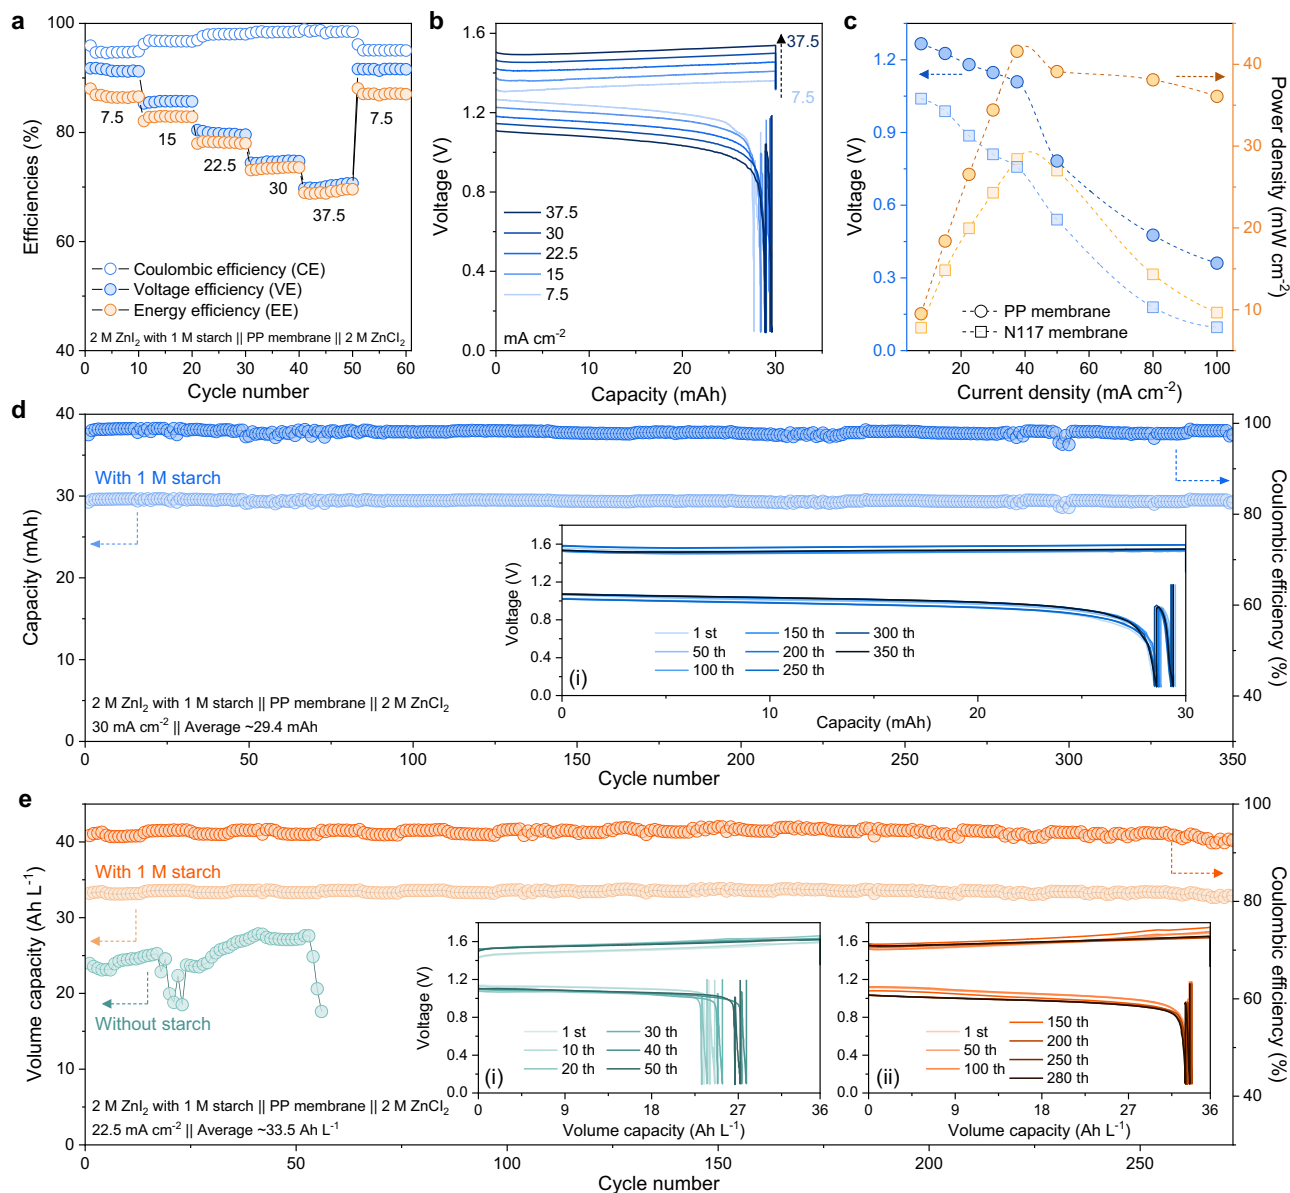 a
100
80
60
40
Efficiencies (%)
7.5
15
22.5
30
37.5
7.5
Coulombic efficiency (CE)
Voltage efficiency (VE)
Energy efficiency (EE)
2 M ZnI₂ with 1 M starch || PP membrane || 2 M ZnCl₂
0 10 20 30 40 50 60
Cycle number
b
1.6
1.2
0.8
0.4
0.0
Voltage (V)
37.5
7.5
37.5
30
22.5
15
7.5
mA cm⁻²
0 10 20 30
Capacity (mAh)
c
1.2
0.9
0.6
0.3
0.0
Voltage (V)
40
30
20
10
Power density (mW cm⁻²)
PP membrane
N117 membrane
20 40 60 80 100
Current density (mA cm⁻²)
d
40
30
20
10
0
Capacity (mAh)
100
80
60
40
Coulombic efficiency (%)
With 1 M starch
1.6
1.2
0.8
0.4
0.0
Voltage (V)
1 st
50 th
100 th
150 th
200 th
250 th
300 th
350 th
(i)
0 10 20 30
Capacity (mAh)
2 M ZnI₂ with 1 M starch || PP membrane || 2 M ZnCl₂
30 mA cm⁻² || Average ~29.4 mAh
0 50 100 150 200 250 300 350
Cycle number
e
40
30
20
10
0
Volume capacity (Ah L⁻¹)
100
80
60
40
Coulombic efficiency (%)
With 1 M starch
Without starch
1.6
1.2
0.8
0.4
0.0
Voltage (V)
1 st
10 th
20 th
30 th
40 th
50 th
(i)
0 9 18 27 36
Volume capacity (Ah L⁻¹)
1.6
1.2
0.8
0.4
0.0
Voltage (V)
1 st
50 th
100 th
150 th
200 th
250 th
280 th
(ii)
0 9 18 27 36
Volume capacity (Ah L⁻¹)
2 M ZnI₂ with 1 M starch || PP membrane || 2 M ZnCl₂
22.5 mA cm⁻² || Average ~33.5 Ah L⁻¹
0 50 100 150 200 250
Cycle number